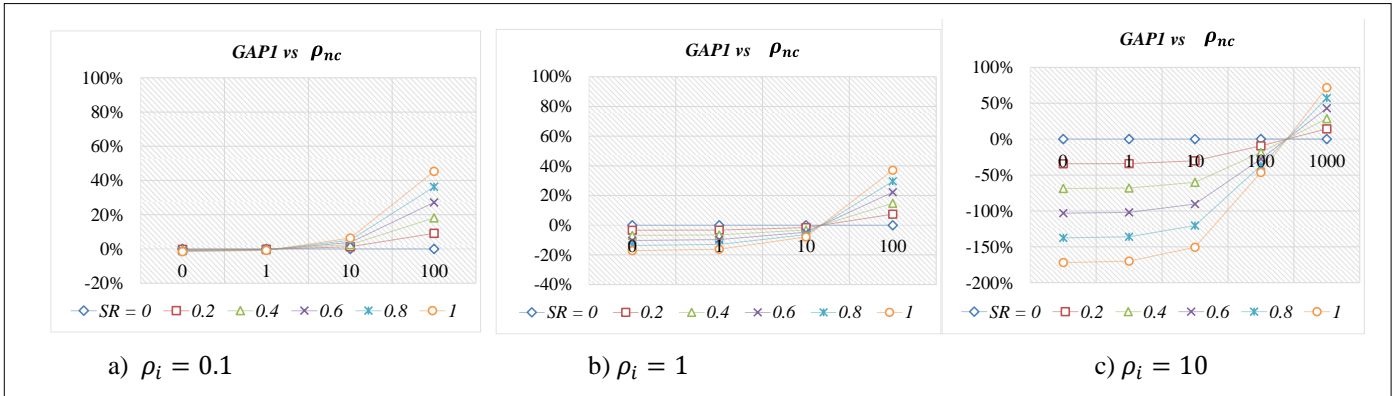 GAP1 vs ρnc
100%
80%
60%
40%
20%
0%
-20%
0 1 10 100
SR = 0 0.2 0.4 0.6 0.8 1
a) ρi = 0.1
GAP1 vs ρnc
100%
80%
60%
40%
20%
0%
-20%
-40%
0 1 10 100
SR = 0 0.2 0.4 0.6 0.8 1
b) ρi = 1
GAP1 vs ρnc
100%
50%
0%
-50%
-100%
-150%
-200%
0 1 10 100 1000
SR = 0 0.2 0.4 0.6 0.8 1
c) ρi = 10